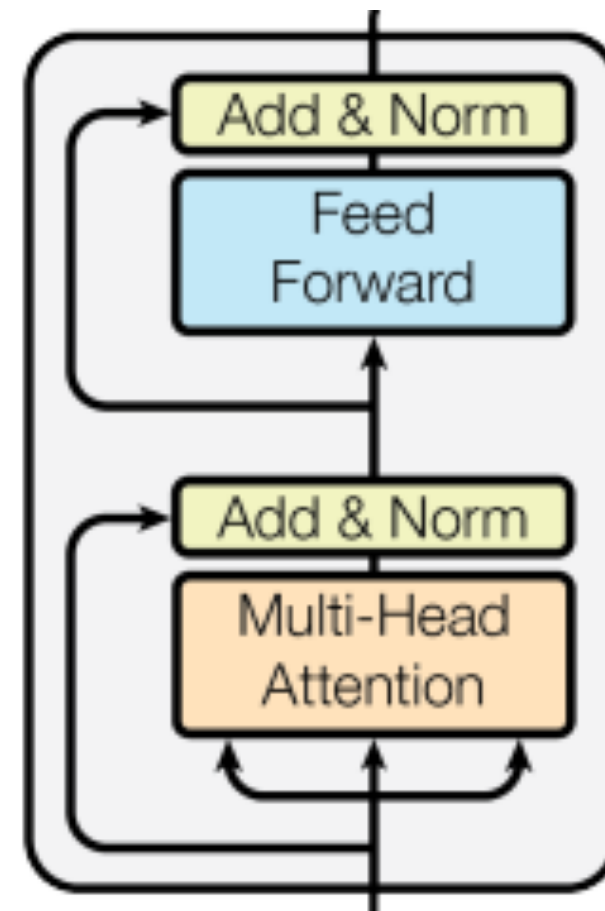 Add & Norm
Feed
Forward
Add & Norm
Multi-Head
Attention